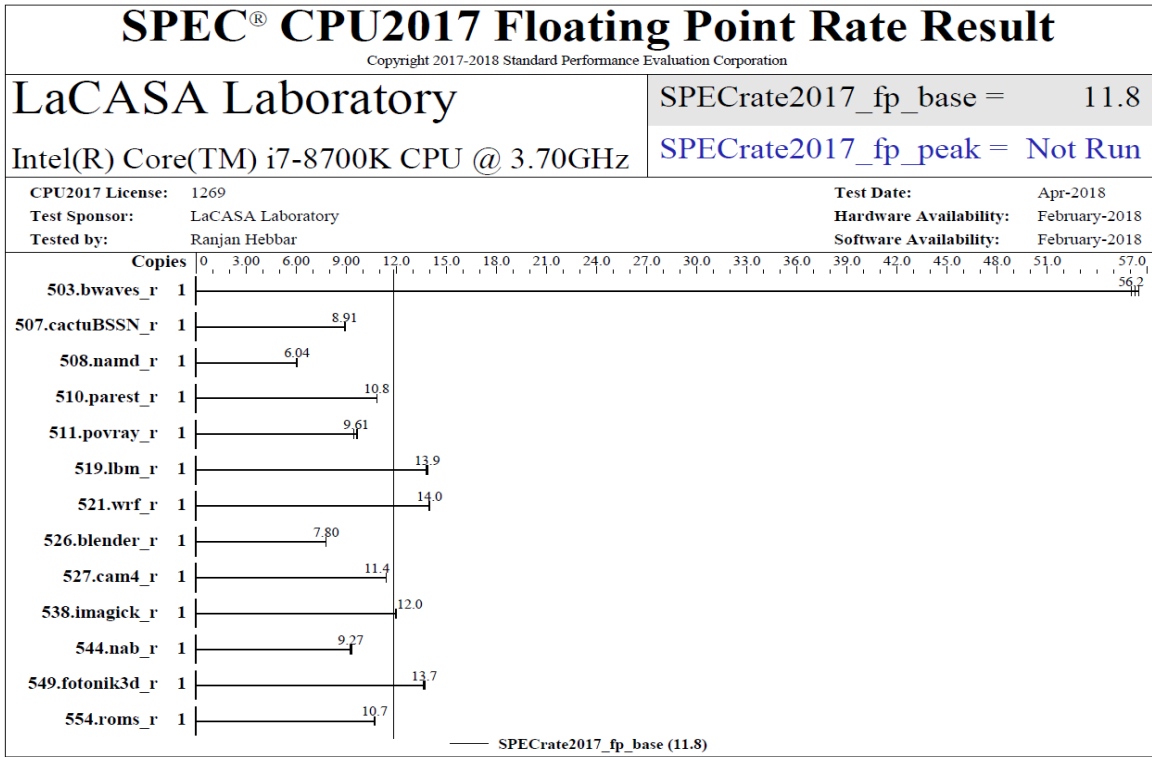 SPEC® CPU2017 Floating Point Rate Result
Copyright 2017-2018 Standard Performance Evaluation Corporation
LaCASA Laboratory
SPECrate2017_fp_base = 11.8
Intel(R) Core(TM) i7-8700K CPU @ 3.70GHz
SPECrate2017_fp_peak = Not Run
CPU2017 License: 1269 Test Date: Apr-2018
Test Sponsor: LaCASA Laboratory Hardware Availability: February-2018
Tested by: Ranjan Hebbar Software Availability: February-2018
Copies 0 3.00 6.00 9.00 12.0 15.0 18.0 21.0 24.0 27.0 30.0 33.0 36.0 39.0 42.0 45.0 48.0 51.0 57.0
503.bwaves_r 1 56.2
507.cactuBSSN_r 1 8.91
508.namd_r 1 6.04
510.parest_r 1 10.8
511.povray_r 1 9.61
519.lbm_r 1 13.9
521.wrf_r 1 14.0
526.blender_r 1 7.80
527.cam4_r 1 11.4
538.imagick_r 1 12.0
544.nab_r 1 9.27
549.fotonik3d_r 1 13.7
554.roms_r 1 10.7
SPECrate2017_fp_base (11.8)